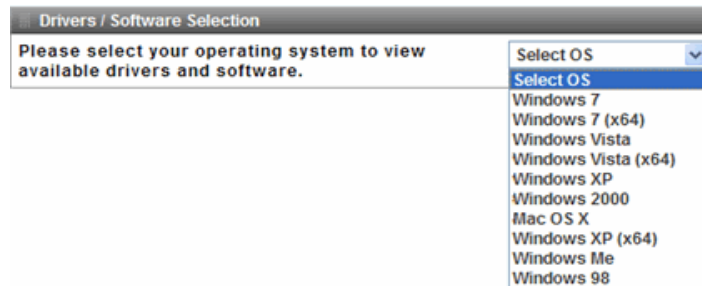 Drivers / Software Selection
Please select your operating system to view
available drivers and software.
Select OS
Select OS
Windows 7
Windows 7 (x64)
Windows Vista
Windows Vista (x64)
Windows XP
Windows 2000
Mac OS X
Windows XP (x64)
Windows Me
Windows 98